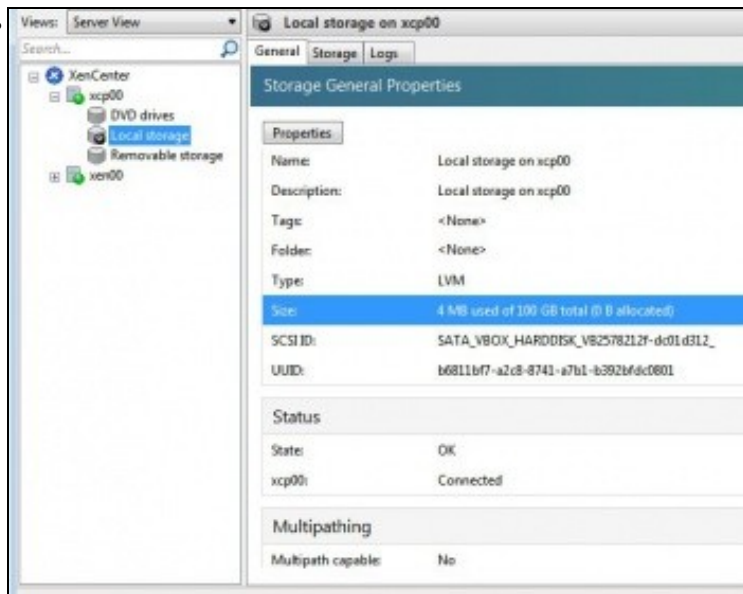 Views: Server View
Search...
XenCenter
xcp00
DVD drives
Local storage
Removable storage
xen00
Local storage on xcp00
General Storage Logs
Storage General Properties
Properties
Name: Local storage on xcp00
Description: Local storage on xcp00
Tags: <None>
Folder: <None>
Type: LVM
Size: 4 MB used of 100 GB total (0 B allocated)
SCSI ID: SATA_VBOX_HARDDISK_VB2578212f-dc01d312_
UUID: b6811bf7-a2c8-8741-a7b1-b392bfdc0801
Status
State: OK
xcp00: Connected
Multipathing
Multipath capable: No